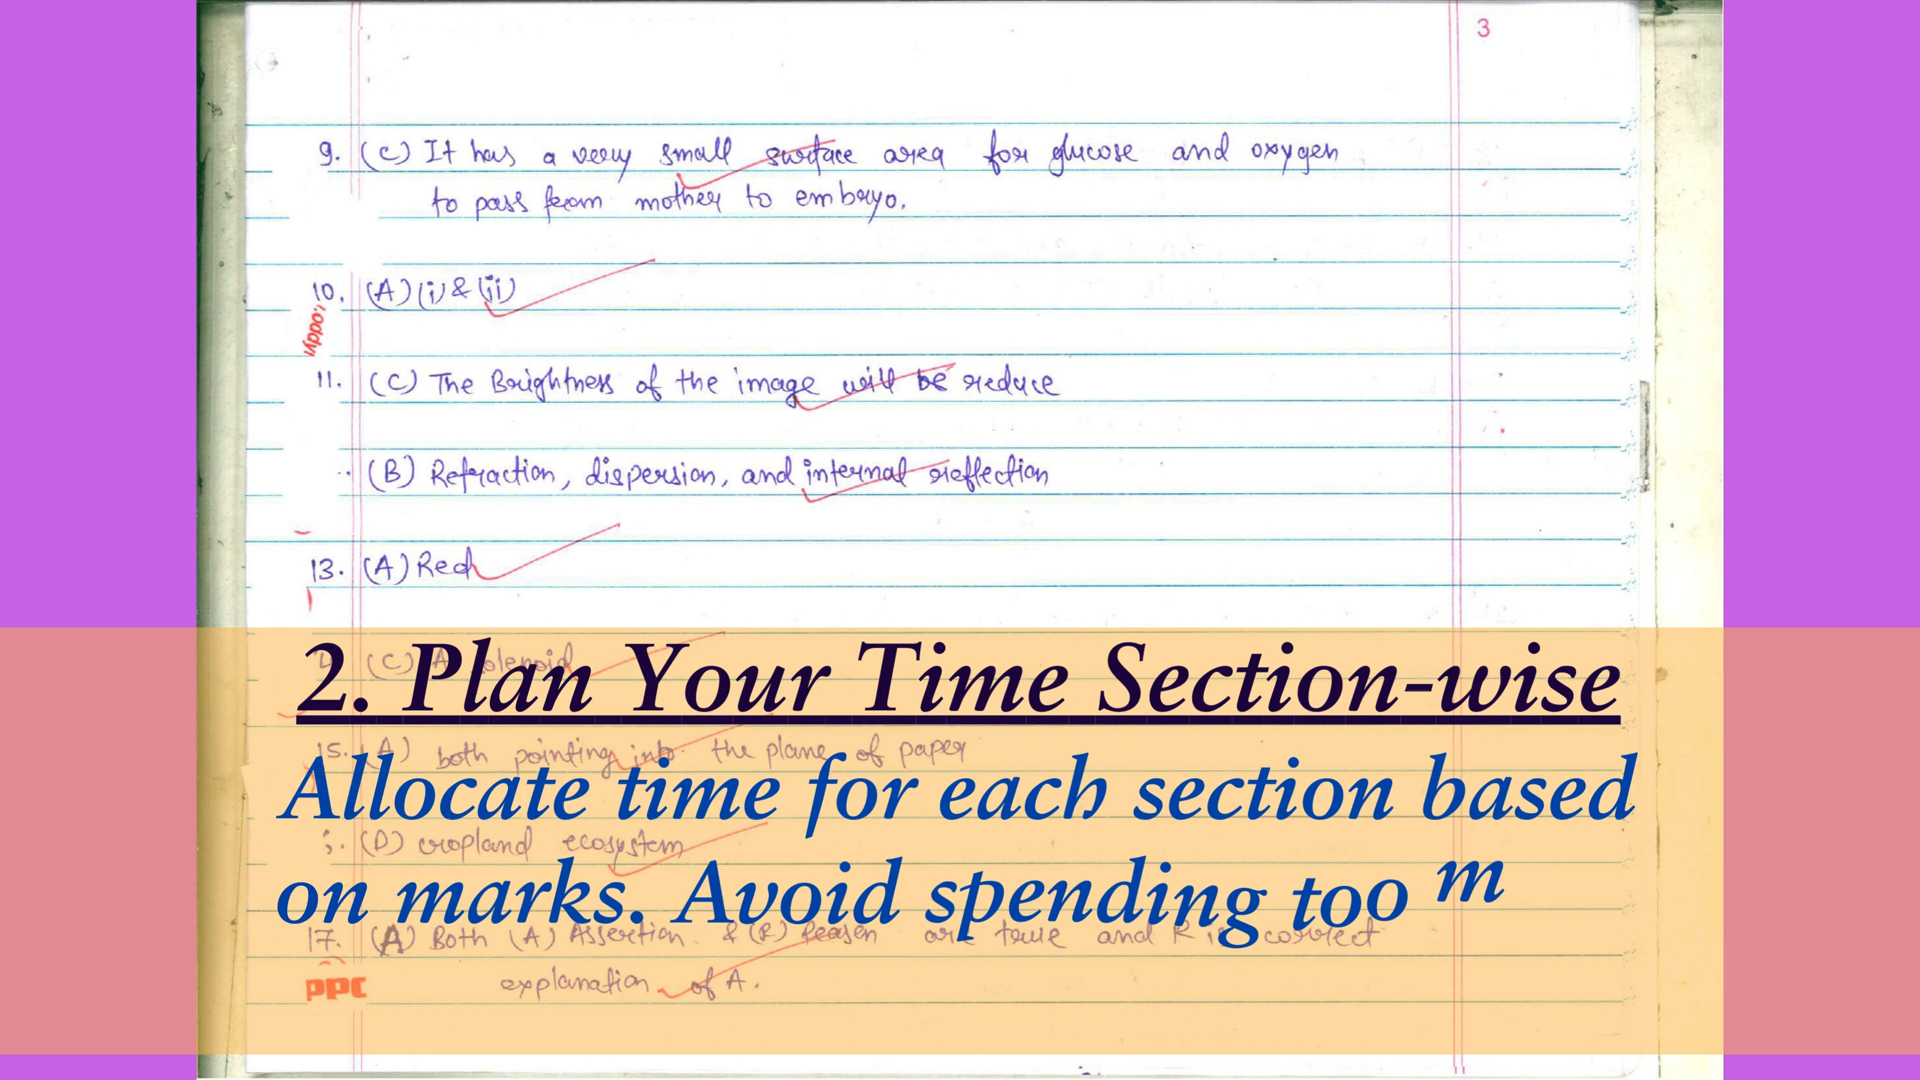 3
9. (C) It has a very small surface area for glucose and oxygen
to pass from mother to embryo.
10. (A) (i) & (ii)
11. (C) The Brightness of the image will be reduce
(B) Refraction, dispersion, and internal reflection
13. (A) Red
(C) A solenoid
2. Plan Your Time Section-wise
15. (A) both pointing into the plane of paper
Allocate time for each section based
(D) cropland ecosystem
on marks. Avoid spending too m
17. (A) Both (A) Assertion & (R) Reason are true and R is correct
explanation of A.
ppc